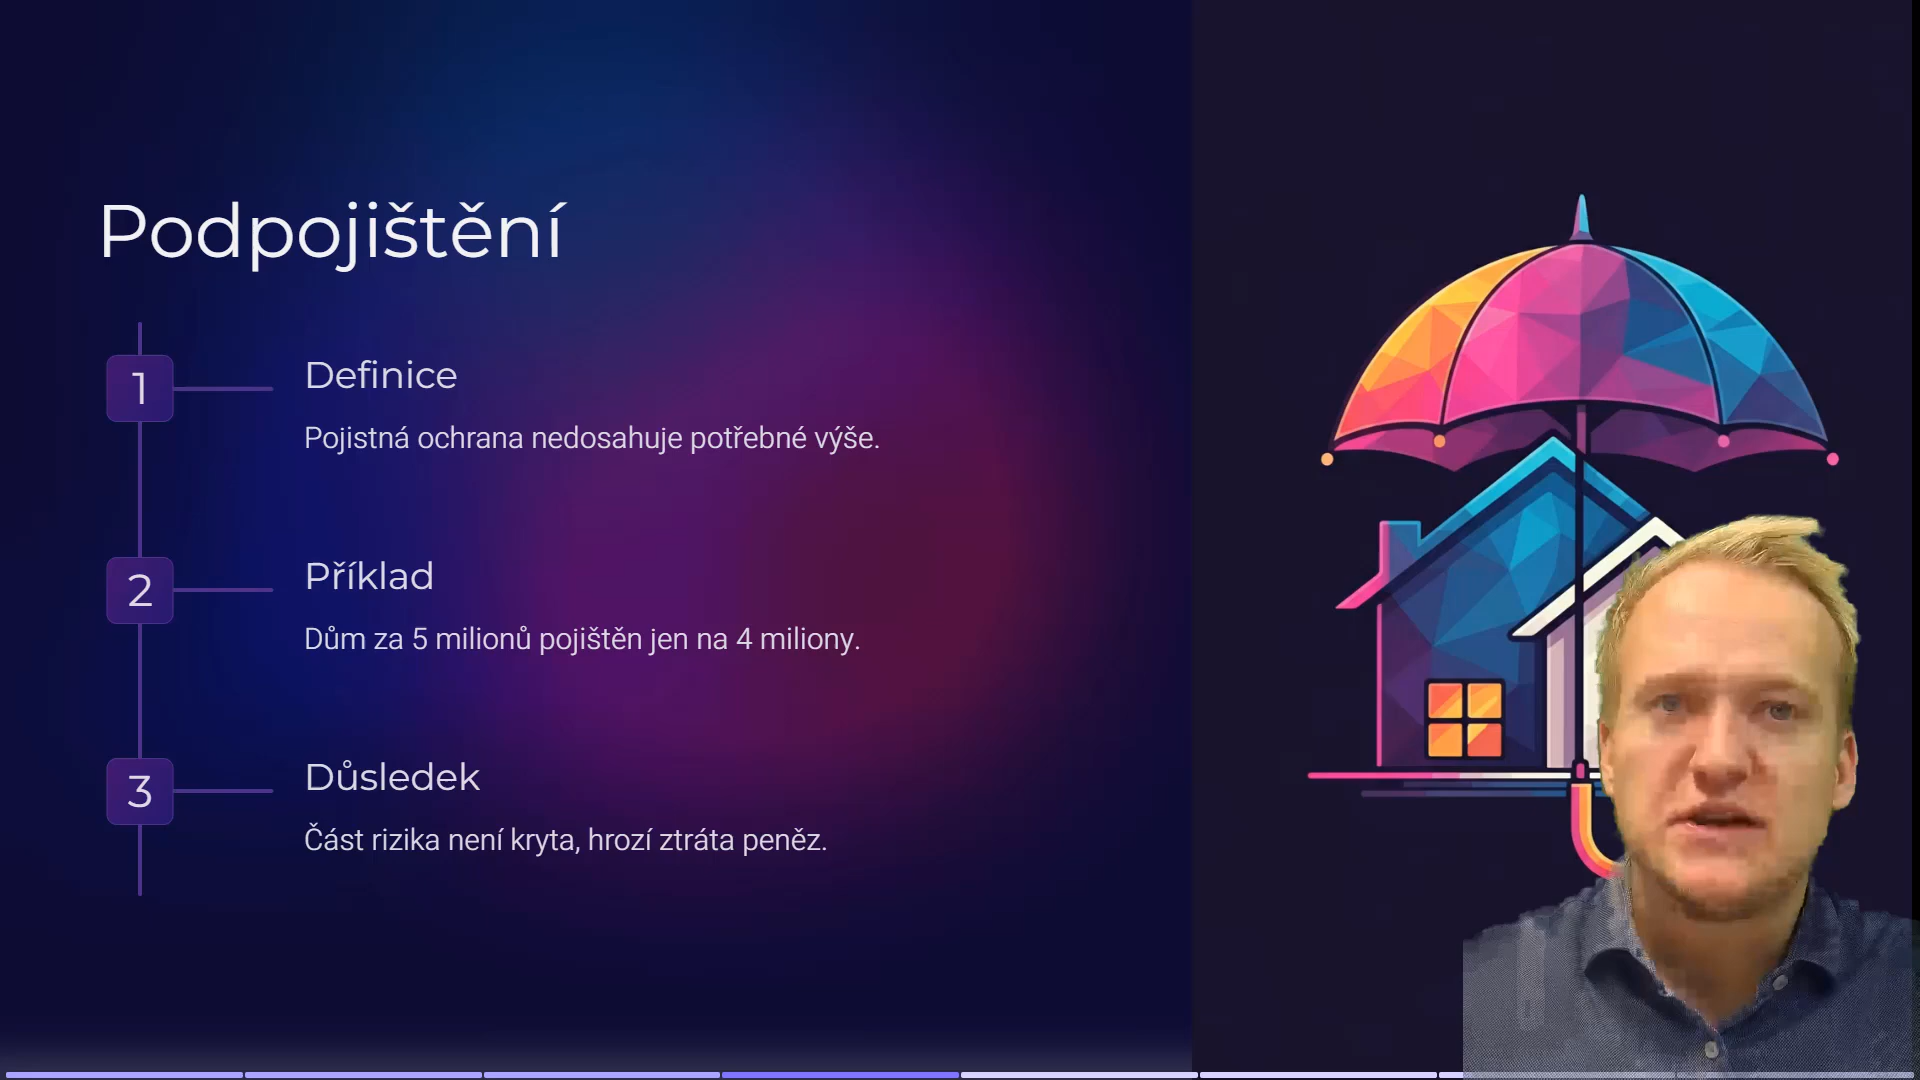 Podpojištění
1
Definice
Pojistná ochrana nedosahuje potřebné výše.
2
Příklad
Dům za 5 milionů pojištěn jen na 4 miliony.
3
Důsledek
Část rizika není kryta, hrozí ztráta peněz.